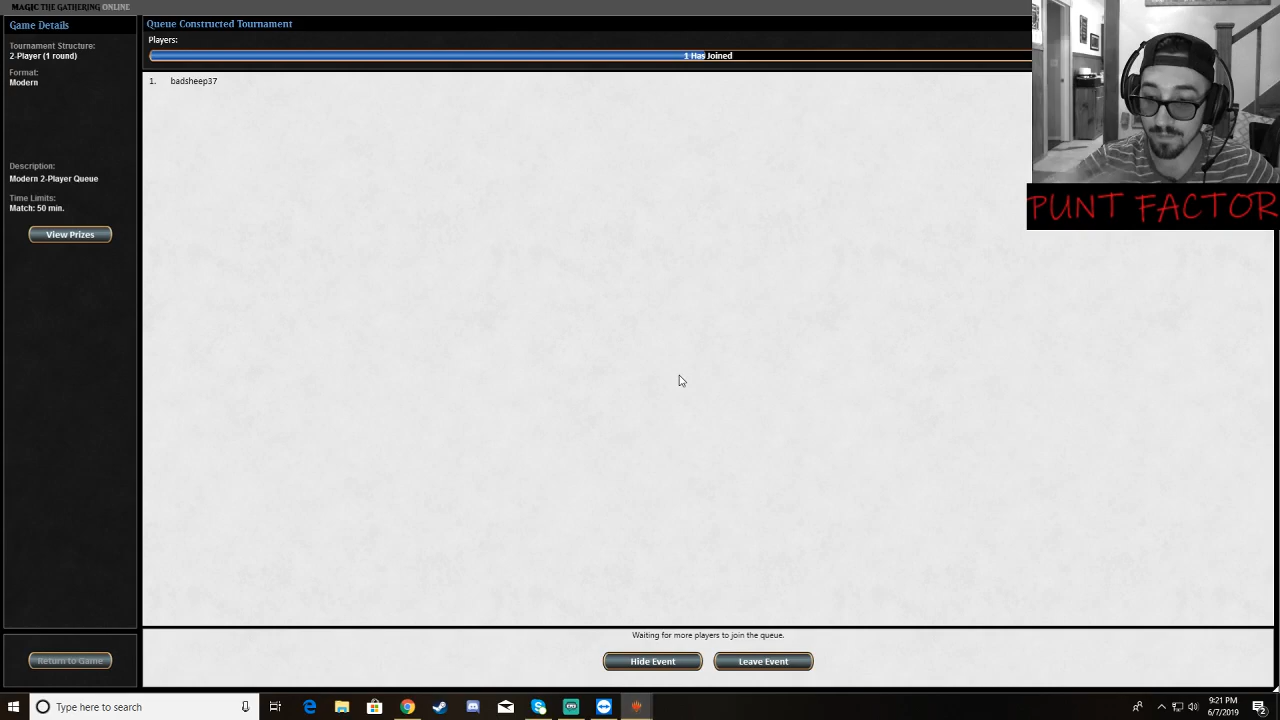 MAGIC THE GATHERING ONLINE
Game Details
Tournament Structure:
2-Player (1 round)
Format:
Modern
Description:
Modern 2-Player Queue
Time Limits:
Match: 50 min.
View Prizes
Return to Game
Queue Constructed Tournament
Players:
1 Has Joined
1. badsheep37
PUNT FACTOR
Waiting for more players to join the queue.
Hide Event
Leave Event
Type here to search
9:21 PM
6/7/2019
2